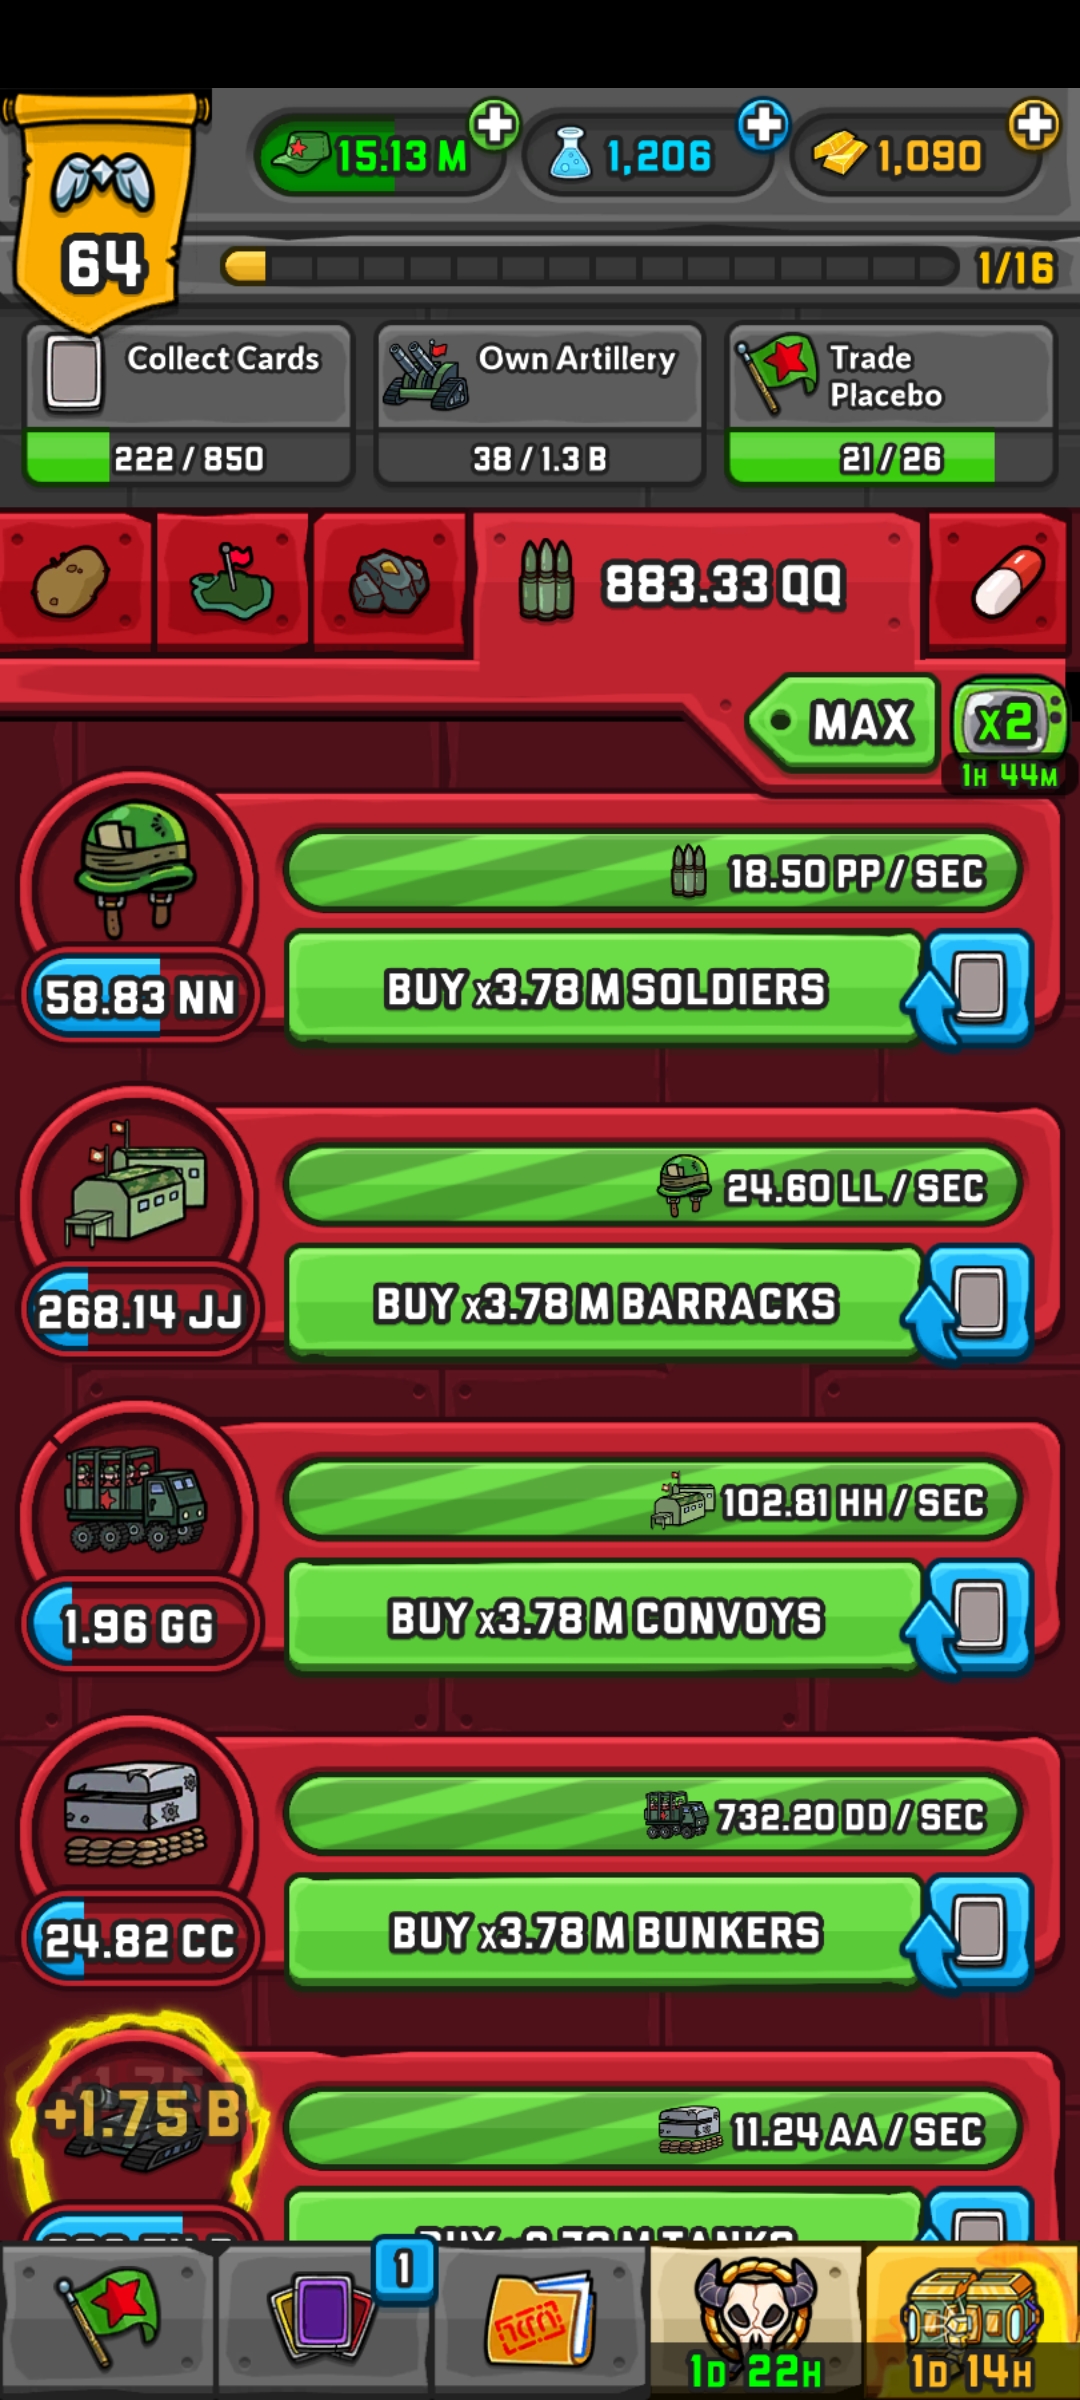 15.13 M
1,206
1,090
64
1/16
Collect Cards
Own Artillery
Trade
Placebo
222 / 850
38 / 1.3 B
21 / 26
883.33 QQ
MAX
x2
1H 44M
18.50 PP / SEC
58.83 NN
BUY x3.78 M SOLDIERS
24.60 LL / SEC
268.14 JJ
BUY x3.78 M BARRACKS
102.81 HH / SEC
1.96 GG
BUY x3.78 M CONVOYS
732.20 DD / SEC
24.82 CC
BUY x3.78 M BUNKERS
+1.75 B
11.24 AA / SEC
BUY x3.78 M TANKS
1
1D 22H
1D 14H